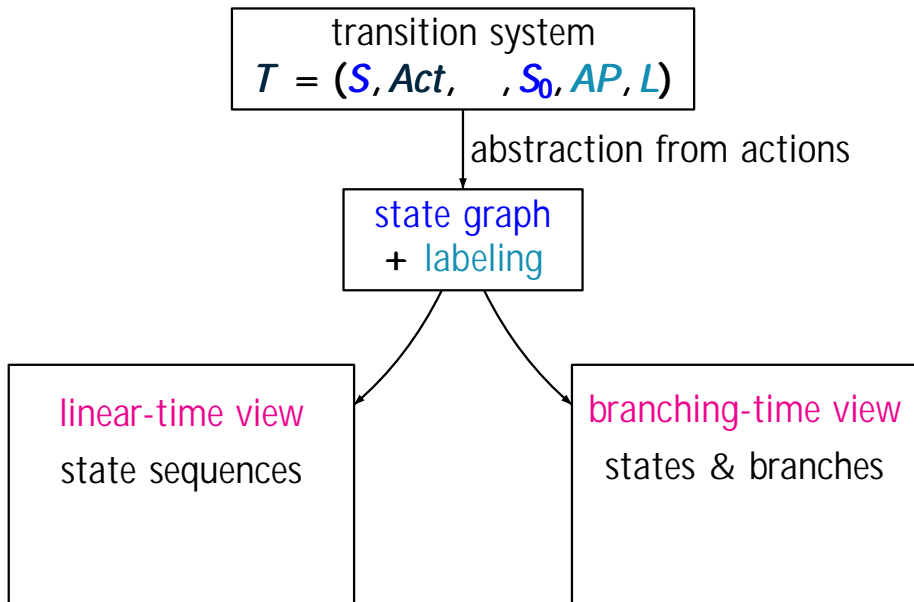 transition system
T = (S, Act, , S₀, AP, L)
abstraction from actions
state graph
+ labeling
linear-time view
state sequences
branching-time view
states & branches